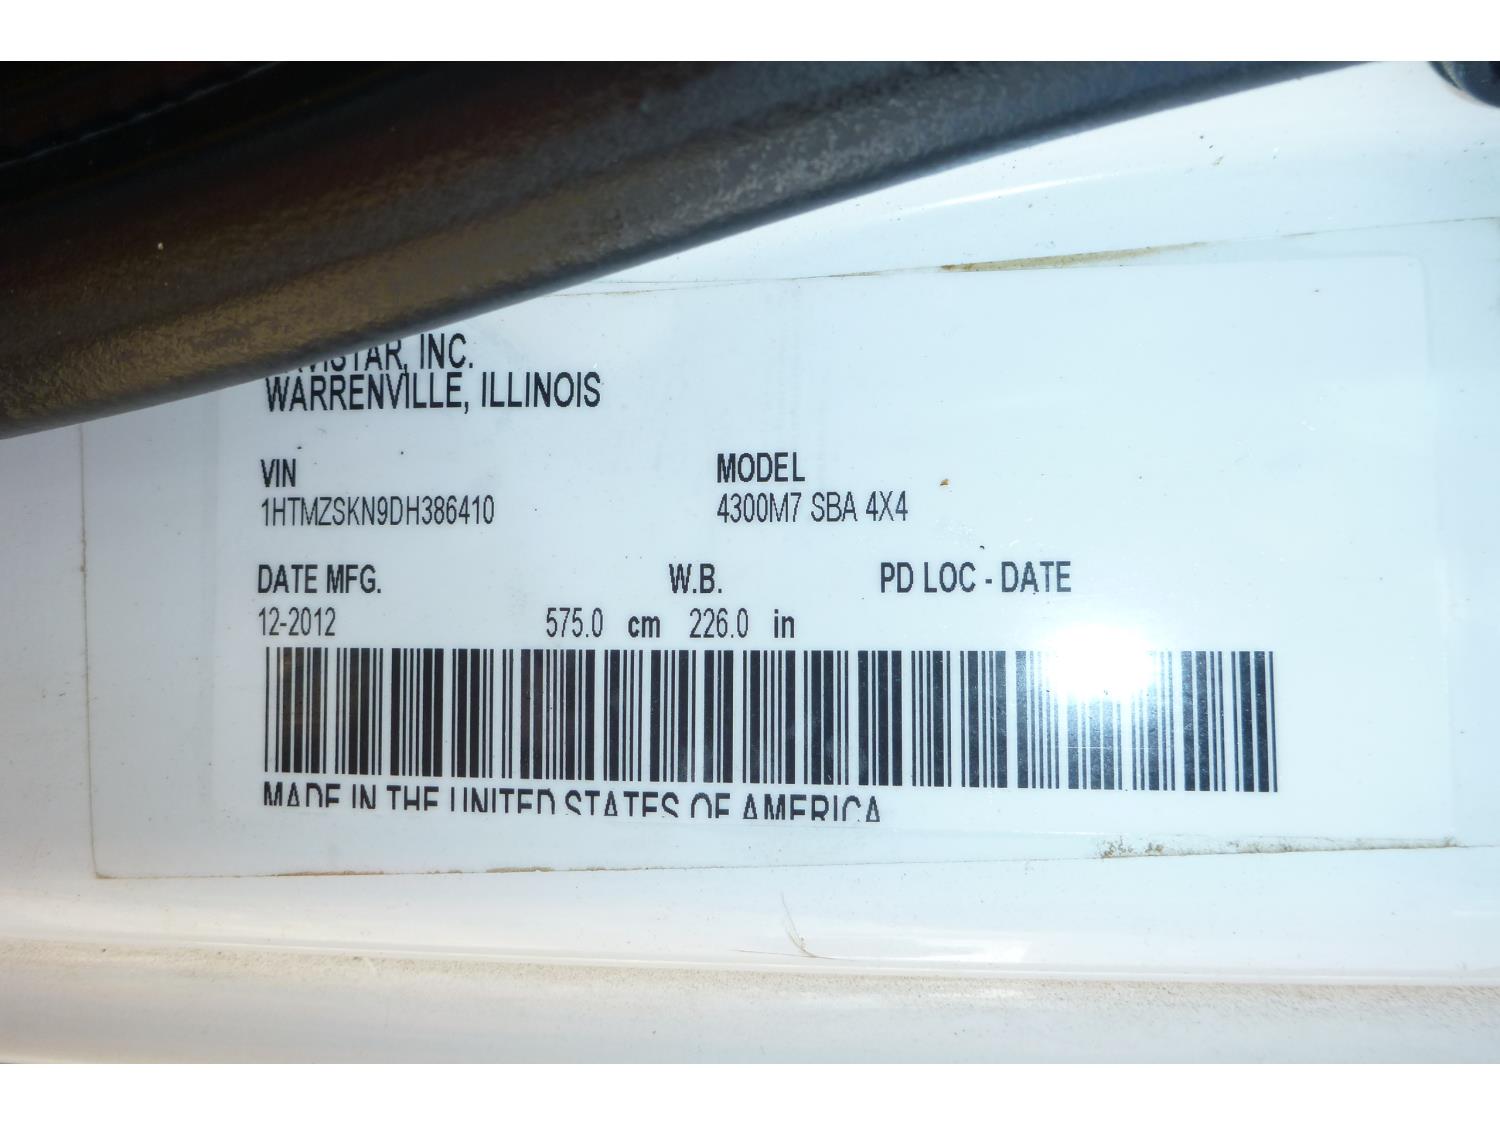 INC.
WARRENVILLE, ILLINOIS
VIN MODEL
1HTMZSKN9DH386410 4300M7 SBA 4X4
DATE MFG. W.B. PD LOC - DATE
12-2012 575.0 cm 226.0 in
MADE IN THE UNITED STATES OF AMERICA